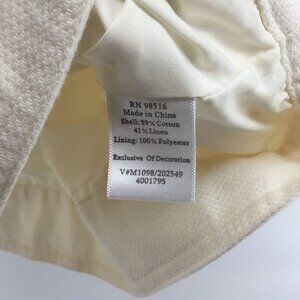 RN 98516
Made in China
Shell: 59% Cotton
41% Linen
Lining: 100% Polyester
Exclusive Of Decoration
V#M1098/202549
4001795